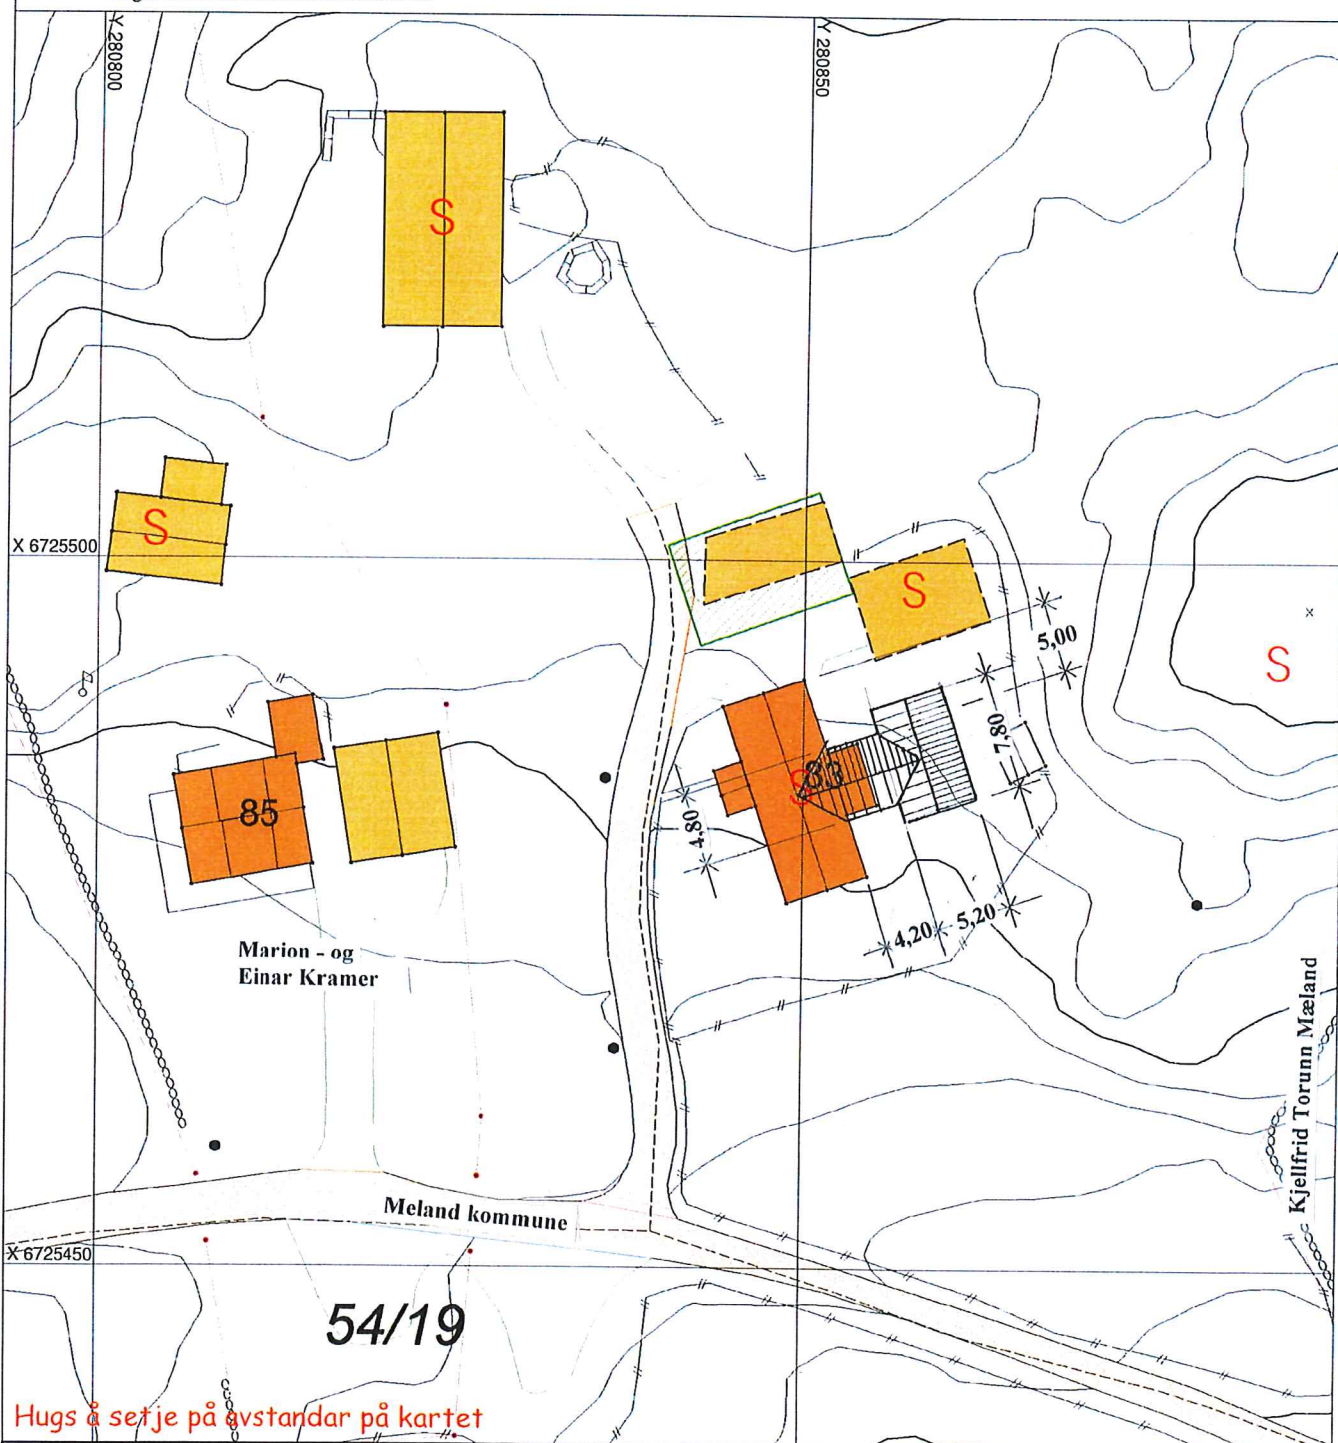 Y 280800
Y 280850
S
S
X 6725500
S
S
5,00
7,80
S
83
85
4,80
4,20
5,20
Marion - og
Einar Kramer
Kjellfrid Torunn Mæland
Meland kommune
X 6725450
54/19
Hugs å setje på avstandar på kartet